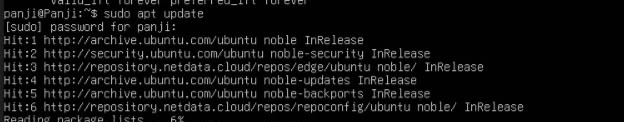 valid_lft forever preferred_lft forever
panji@Panji:~$ sudo apt update
[sudo] password for panji:
Hit:1 http://archive.ubuntu.com/ubuntu noble InRelease
Hit:2 http://security.ubuntu.com/ubuntu noble-security InRelease
Hit:3 http://repository.netdata.cloud/repos/edge/ubuntu noble/ InRelease
Hit:4 http://archive.ubuntu.com/ubuntu noble-updates InRelease
Hit:5 http://archive.ubuntu.com/ubuntu noble-backports InRelease
Hit:6 http://repository.netdata.cloud/repos/repoconfig/ubuntu noble/ InRelease
Reading package lists... 6%